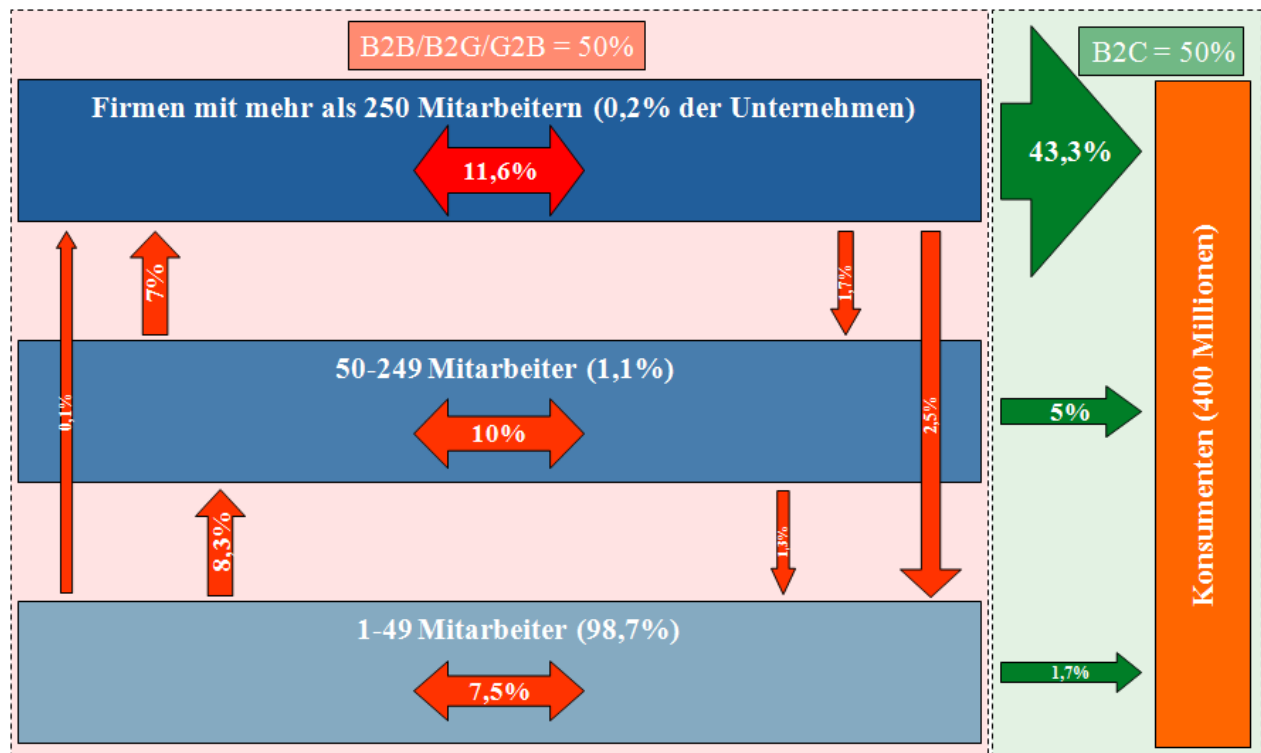 B2B/B2G/G2B = 50%
B2C = 50%
Firmen mit mehr als 250 Mitarbeitern (0,2% der Unternehmen)
11,6%
43,3%
7%
1,7%
50-249 Mitarbeiter (1,1%)
0,1%
10%
2,5%
5%
Konsumenten (400 Millionen)
8,3%
1,3%
1-49 Mitarbeiter (98,7%)
7,5%
1,7%